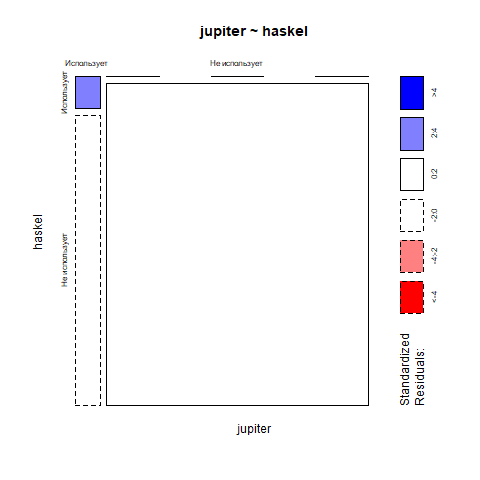 jupiter ~ haskel
Использует
Не использует
Использует
Не использует
haskel
jupiter
>4
2:4
0:2
-2:0
-4:-2
<-4
Standardized
Residuals: